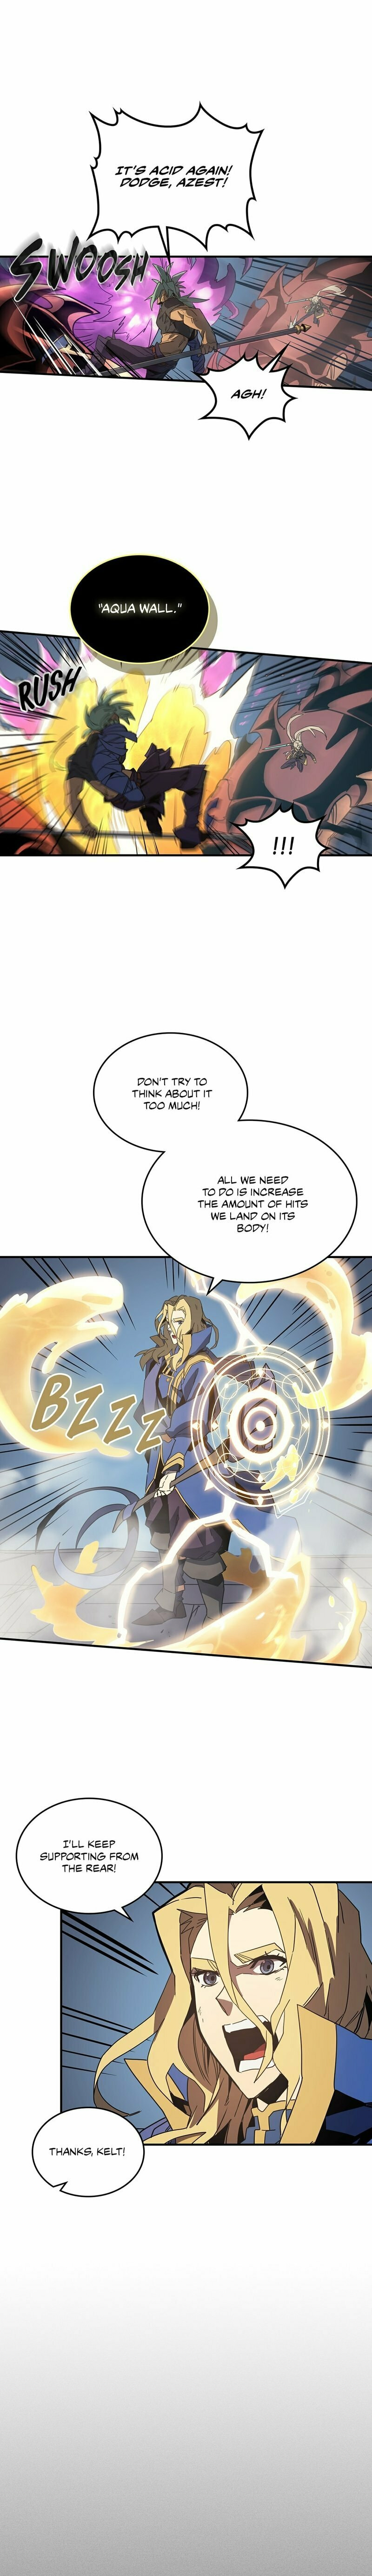 IT'S ACID AGAIN!
DODGE, AZEST!
SWOOSH
AGH!
"AQUA WALL."
RUSH
!!!
DON'T TRY TO
THINK ABOUT IT
TOO MUCH!
ALL WE NEED
TO DO IS INCREASE
THE AMOUNT OF HITS
WE LAND ON ITS
BODY!
BZZZ
I'LL KEEP
SUPPORTING FROM
THE REAR!
THANKS, KELT!